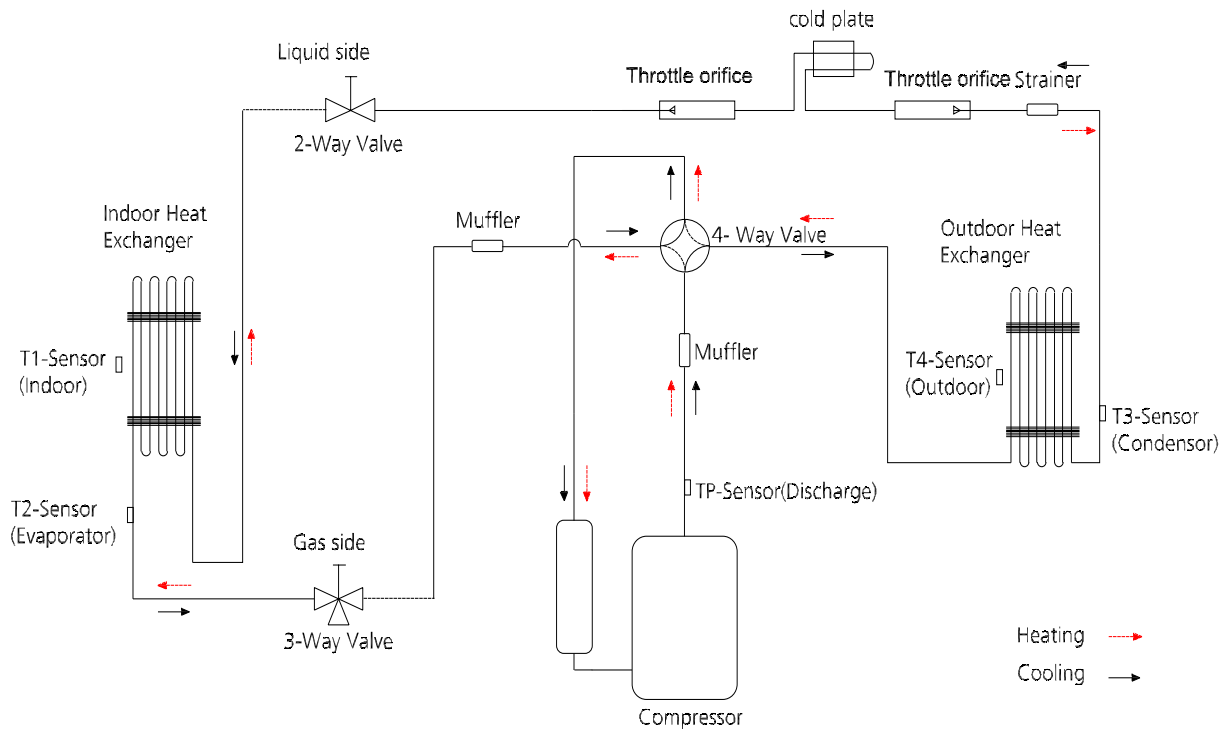 cold plate
Liquid side
Throttle orifice
Throttle orifice
Strainer
2-Way Valve
Indoor Heat
Exchanger
Muffler
4- Way Valve
Outdoor Heat
Exchanger
T1-Sensor
(Indoor)
Muffler
T4-Sensor
(Outdoor)
T3-Sensor
(Condensor)
TP-Sensor(Discharge)
T2-Sensor
(Evaporator)
Gas side
3-Way Valve
Heating
Cooling
Compressor